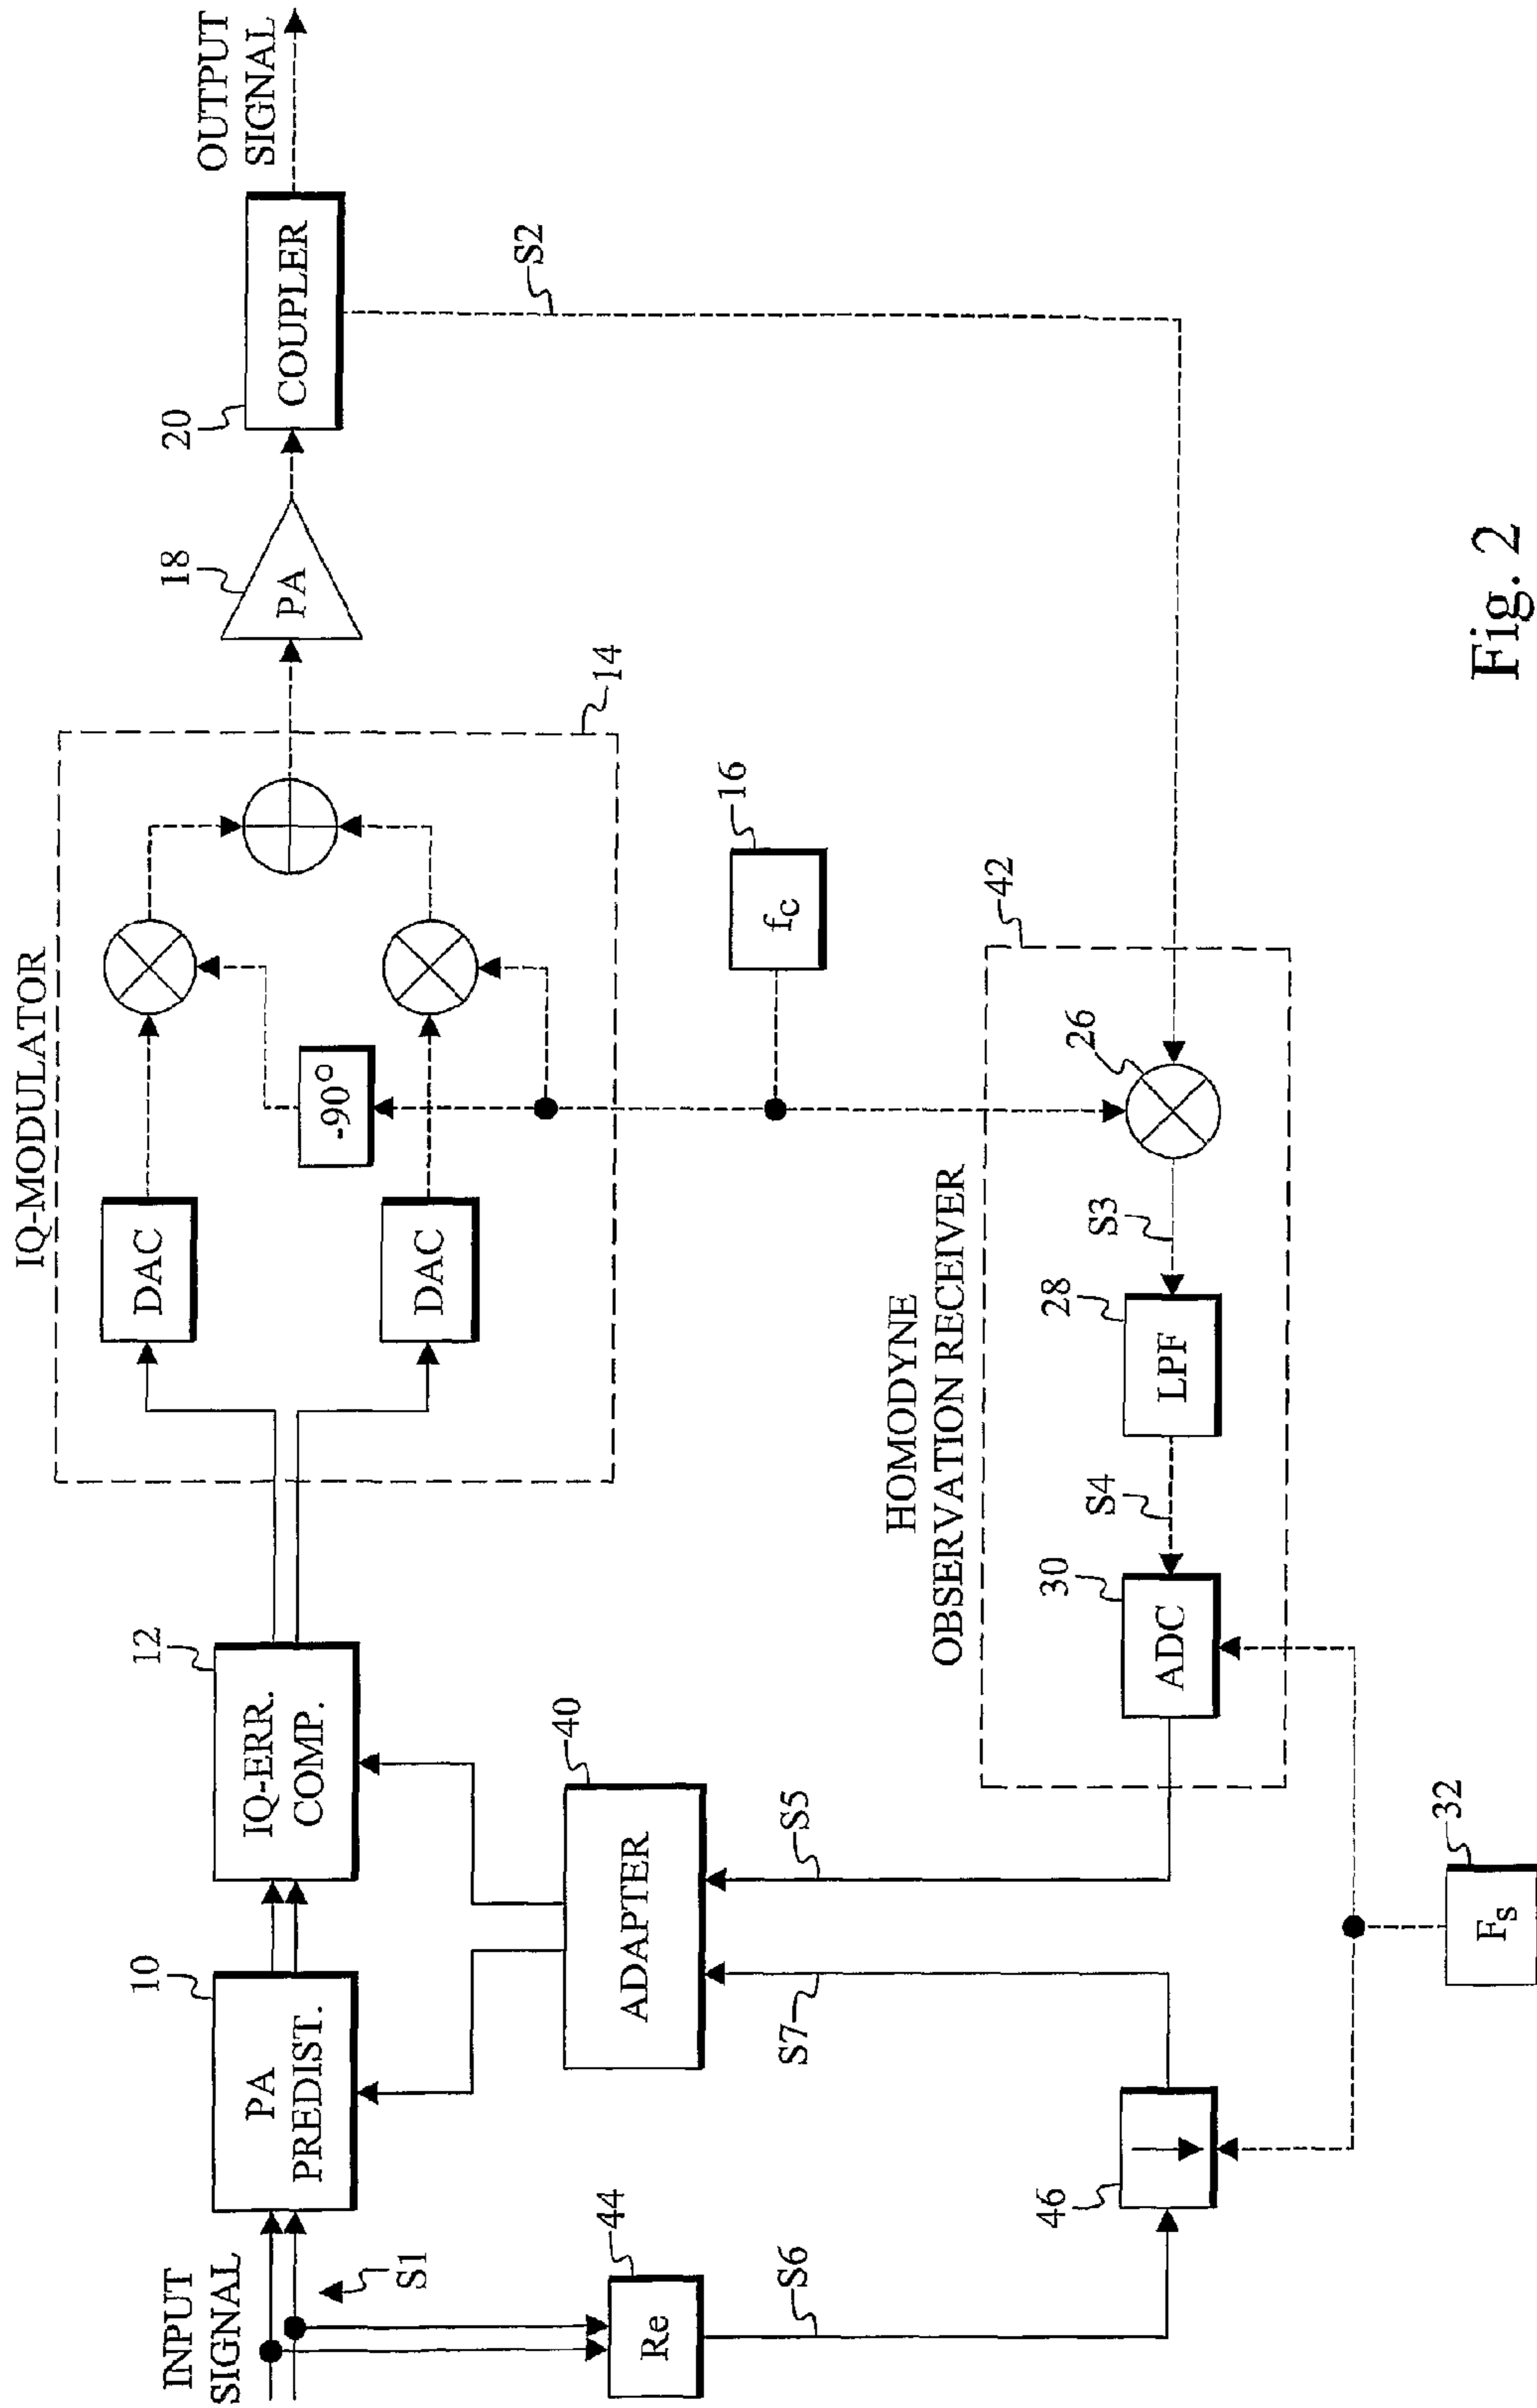 INPUT
SIGNAL
S1
10
PA
PREDIST.
12
IQ-ERR.
COMP.
IQ-MODULATOR
DAC
DAC
-90°
14
18
PA
20
COUPLER
OUTPUT
SIGNAL
S2
44
Re
S6
40
ADAPTER
S7
S5
16
fc
HOMODYNE
OBSERVATION RECEIVER
42
30
ADC
S4
28
LPF
S3
26
46
32
Fs
Fig. 2